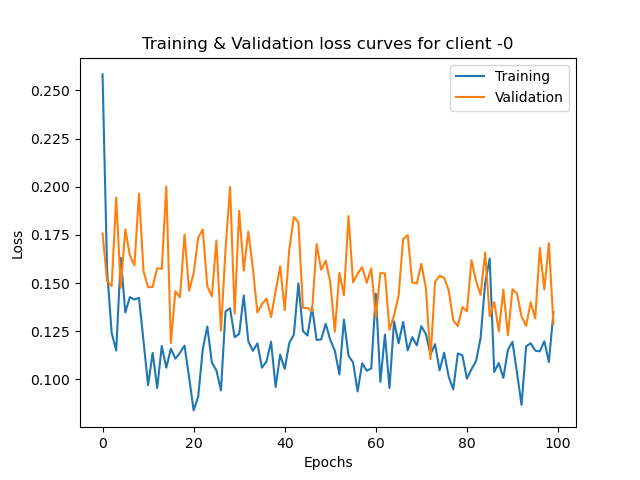 Training & Validation loss curves for client -0
Training
Validation
0.250
0.225
0.200
0.175
0.150
0.125
0.100
Loss
0 20 40 60 80 100
Epochs